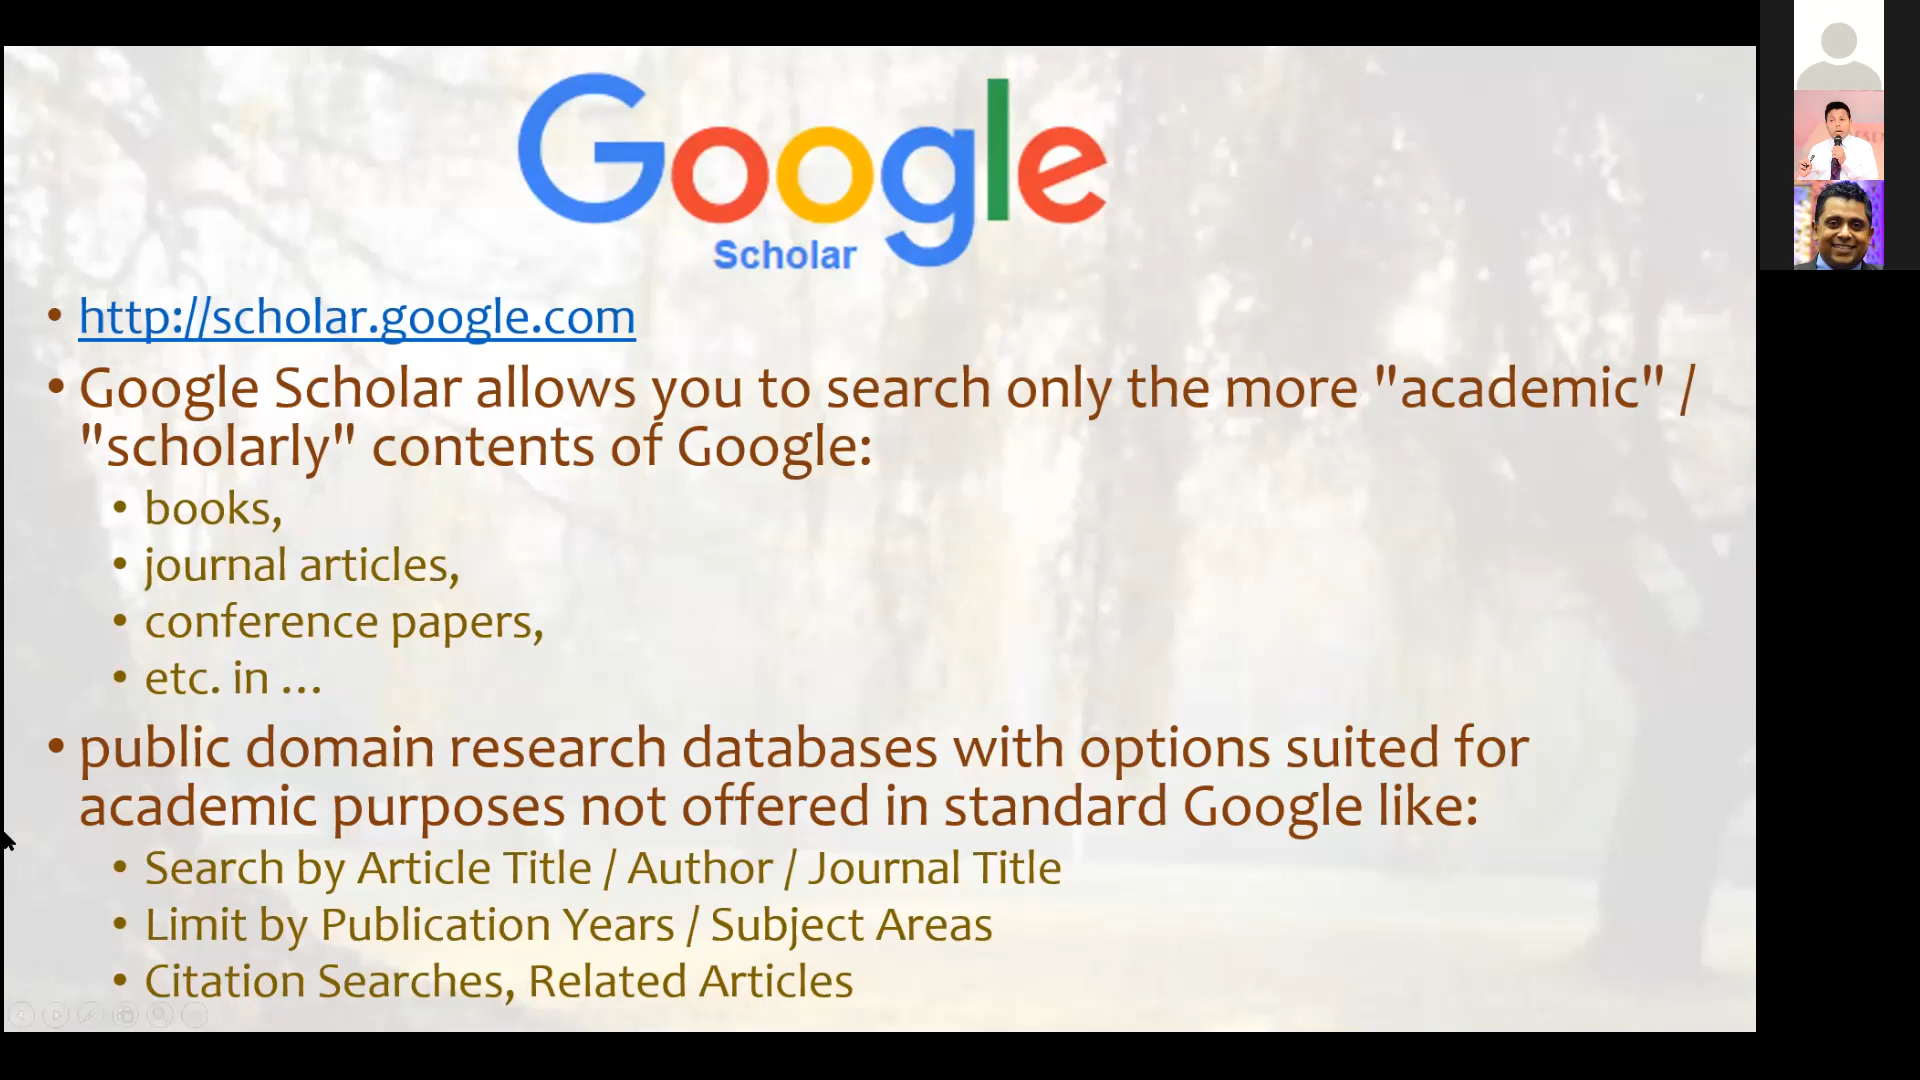 Google
Scholar
• http://scholar.google.com
• Google Scholar allows you to search only the more "academic" /
"scholarly" contents of Google:
• books,
• journal articles,
• conference papers,
• etc. in ...
• public domain research databases with options suited for
academic purposes not offered in standard Google like:
• Search by Article Title / Author / Journal Title
• Limit by Publication Years / Subject Areas
• Citation Searches, Related Articles